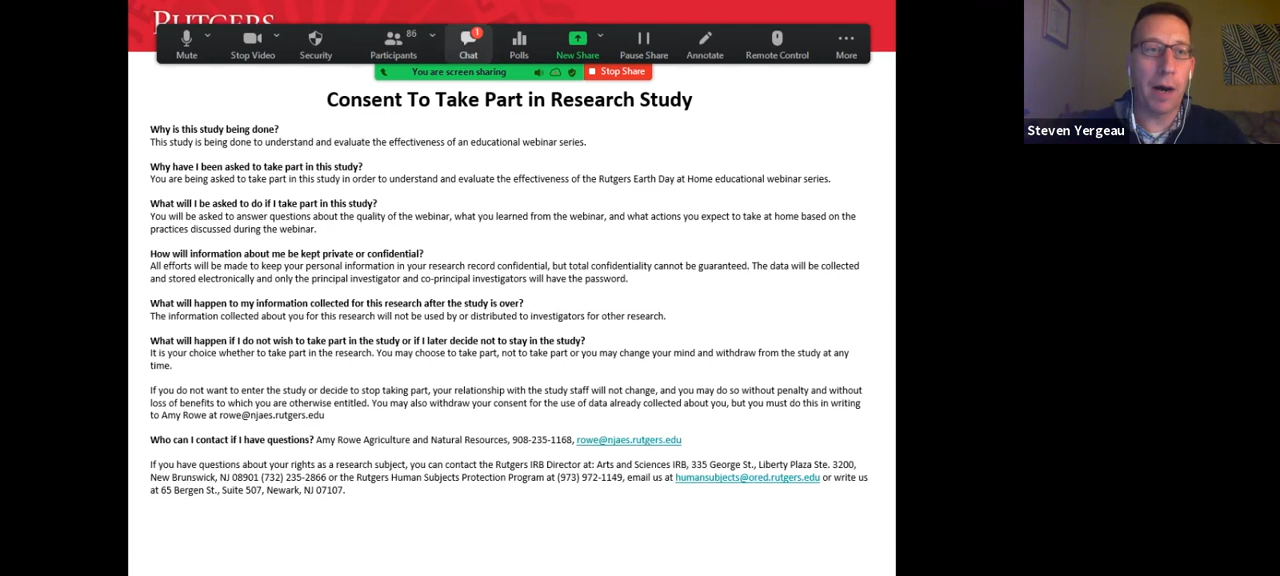 RUTGERS
86
1
Mute
Stop Video
Security
Participants
Chat
Polls
New Share
Pause Share
Annotate
Remote Control
More
You are screen sharing
Stop Share
Consent To Take Part in Research Study
Why is this study being done?
This study is being done to understand and evaluate the effectiveness of an educational webinar series.
Why have I been asked to take part in this study?
You are being asked to take part in this study in order to understand and evaluate the effectiveness of the Rutgers Earth Day at Home educational webinar series.
What will I be asked to do if I take part in this study?
You will be asked to answer questions about the quality of the webinar, what you learned from the webinar, and what actions you expect to take at home based on the
practices discussed during the webinar.
How will information about me be kept private or confidential?
All efforts will be made to keep your personal information in your research record confidential, but total confidentiality cannot be guaranteed. The data will be collected
and stored electronically and only the principal investigator and co-principal investigators will have the password.
What will happen to my information collected for this research after the study is over?
The information collected about you for this research will not be used by or distributed to investigators for other research.
What will happen if I do not wish to take part in the study or if I later decide not to stay in the study?
It is your choice whether to take part in the research. You may choose to take part, not to take part or you may change your mind and withdraw from the study at any
time.
If you do not want to enter the study or decide to stop taking part, your relationship with the study staff will not change, and you may do so without penalty and without
loss of benefits to which you are otherwise entitled. You may also withdraw your consent for the use of data already collected about you, but you must do this in writing
to Amy Rowe at rowe@njaes.rutgers.edu
Who can I contact if I have questions? Amy Rowe Agriculture and Natural Resources, 908-235-1168, rowe@njaes.rutgers.edu
If you have questions about your rights as a research subject, you can contact the Rutgers IRB Director at: Arts and Sciences IRB, 335 George St., Liberty Plaza Ste. 3200,
New Brunswick, NJ 08901 (732) 235-2866 or the Rutgers Human Subjects Protection Program at (973) 972-1149, email us at humansubjects@ored.rutgers.edu or write us
at 65 Bergen St., Suite 507, Newark, NJ 07107.
Steven Yergeau